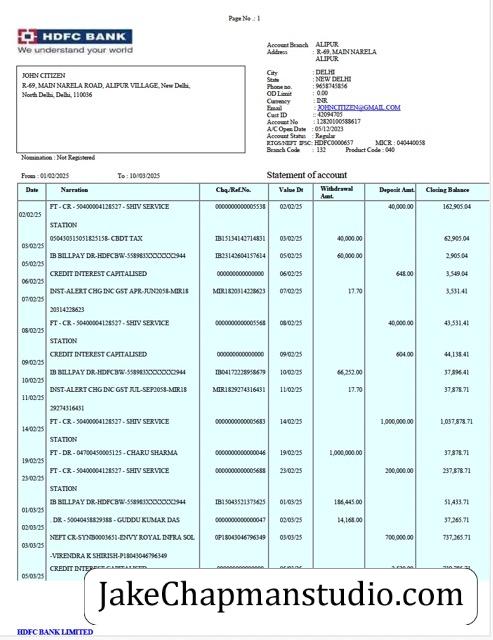 Page No .: 1
HDFC BANK
We understand your world
Account Branch : ALIPUR
Address : R-69, MAIN NARELA
ALIPUR
City : DELHI
State : NEW DELHI
Phone no. : 9658745856
OD Limit : 0.00
Currency : INR
Email : JOHNCITIZEN@GMAIL.COM
Cust ID : 42094705
Account No : 12820100588617
A/C Open Date : 05/12/2023
Account Status : Regular
RTGS/NEFT IFSC: HDFC0000657 MICR : 040440058
Branch Code : 132 Product Code : 040
JOHN CITIZEN
R-69, MAIN NARELA ROAD, ALIPUR VILLAGE, New Delhi,
North Delhi, Delhi, 110036
Nomination : Not Registered
From : 01/02/2025 To : 10/03/2025 Statement of account
Date Narration Chq./Ref.No. Value Dt Withdrawal Amt. Deposit Amt. Closing Balance
02/02/25 FT - CR - 50400004128527 - SHIV SERVICE 0000000000005538 02/02/25 40,000.00 162,905.04
STATION
03/02/25 050450315051825158- CBDT TAX IB15134142714831 03/02/25 40,000.00 62,905.04
05/02/25 IB BILLPAY DR-HDFCBW-558983XXXXXX2944 IB23142604157614 05/02/25 60,000.00 2,905.04
06/02/25 CREDIT INTEREST CAPITALISED 000000000000000 06/02/25 648.00 3,549.04
07/02/25 INST-ALERT CHG INC GST APR-JUN2058-MIR18 MIR1820314228623 07/02/25 17.70 3,531.41
20314228623
08/02/25 FT - CR - 50400004128527 - SHIV SERVICE 0000000000005568 08/02/25 40,000.00 43,531.41
STATION
09/02/25 CREDIT INTEREST CAPITALISED 000000000000000 09/02/25 604.00 44,138.41
10/02/25 IB BILLPAY DR-HDFCBW-558983XXXXXX2944 IB04172228958679 10/02/25 66,252.00 37,896.41
11/02/25 INST-ALERT CHG INC GST JUL-SEP2058-MIR18 MIR1829274316431 11/02/25 17.70 37,878.71
29274316431
14/02/25 FT - CR - 50400004128527 - SHIV SERVICE 0000000000005683 14/02/25 1,000,000.00 1,037,878.71
STATION
19/02/25 FT - DR - 04700450005125 - CHARU SHARMA 0000000000000046 19/02/25 1,000,000.00 37,878.71
23/02/25 FT - CR - 50400004128527 - SHIV SERVICE 0000000000005688 23/02/25 200,000.00 237,878.71
STATION
01/03/25 IB BILLPAY DR-HDFCBW-558983XXXXXX2944 IB15043521373625 01/03/25 186,445.00 51,433.71
02/03/25 . DR - 50040458829388 - GUDDU KUMAR DAS 0000000000000047 02/03/25 14,168.00 37,265.71
03/03/25 NEFT CR-SYNB0003651-ENVY ROYAL INFRA SOL 0P18043046796349 03/03/25 700,000.00 737,265.71
-VIRENDRA K SHIRISH-P18043046796349
05/03/25 CREDIT
JakeChapmanstudio.com
HDFC BANK LIMITED